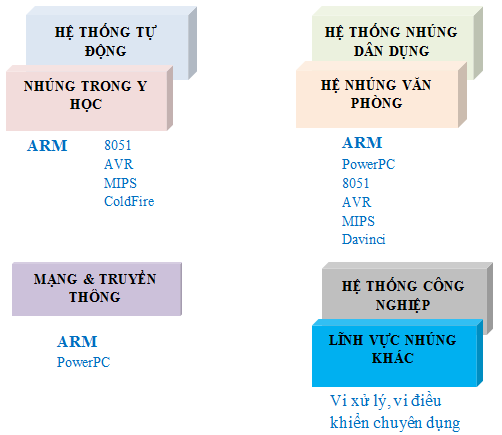 HỆ THỐNG TỰ
ĐỘNG
NHÚNG TRONG Y
HỌC
ARM
8051
AVR
MIPS
ColdFire
HỆ THỐNG NHÚNG
DÂN DỤNG
HỆ NHÚNG VĂN
PHÒNG
ARM
PowerPC
8051
AVR
MIPS
Davinci
MẠNG & TRUYỀN
THÔNG
ARM
PowerPC
HỆ THỐNG CÔNG
NGHIỆP
LĨNH VỰC NHÚNG
KHÁC
Vi xử lý, vi điều
khiển chuyên dụng